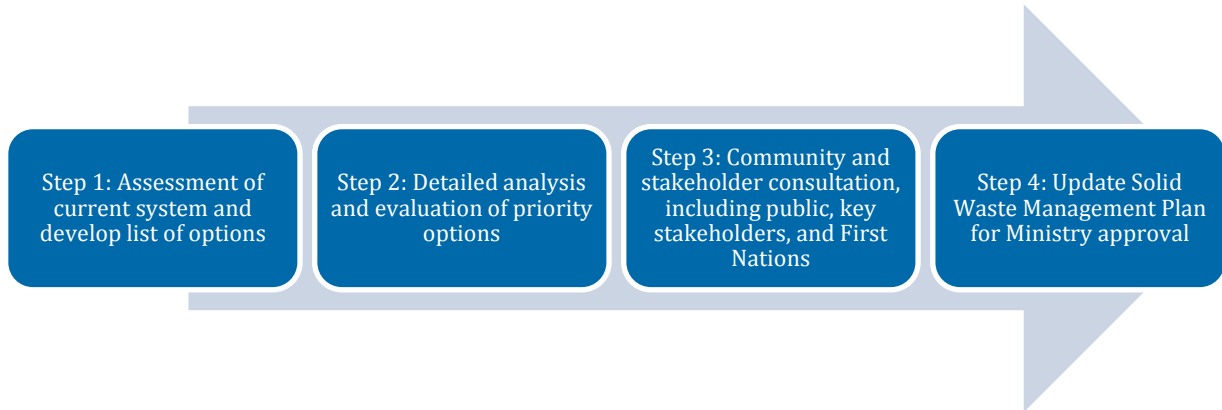 Step 1: Assessment of
current system and
develop list of options
Step 2: Detailed analysis
and evaluation of priority
options
Step 3: Community and
stakeholder consultation,
including public, key
stakeholders, and First
Nations
Step 4: Update Solid
Waste Management Plan
for Ministry approval